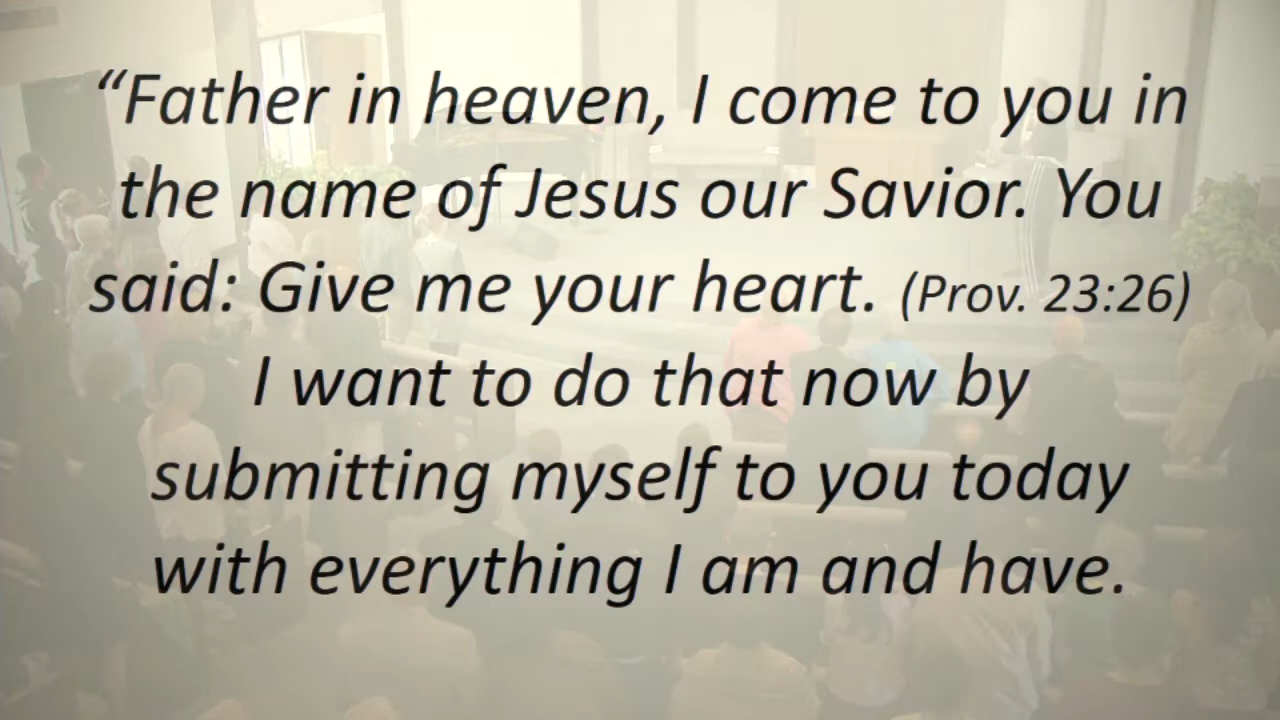 “Father in heaven, I come to you in
the name of Jesus our Savior. You
said: Give me your heart. (Prov. 23:26)
I want to do that now by
submitting myself to you today
with everything I am and have.